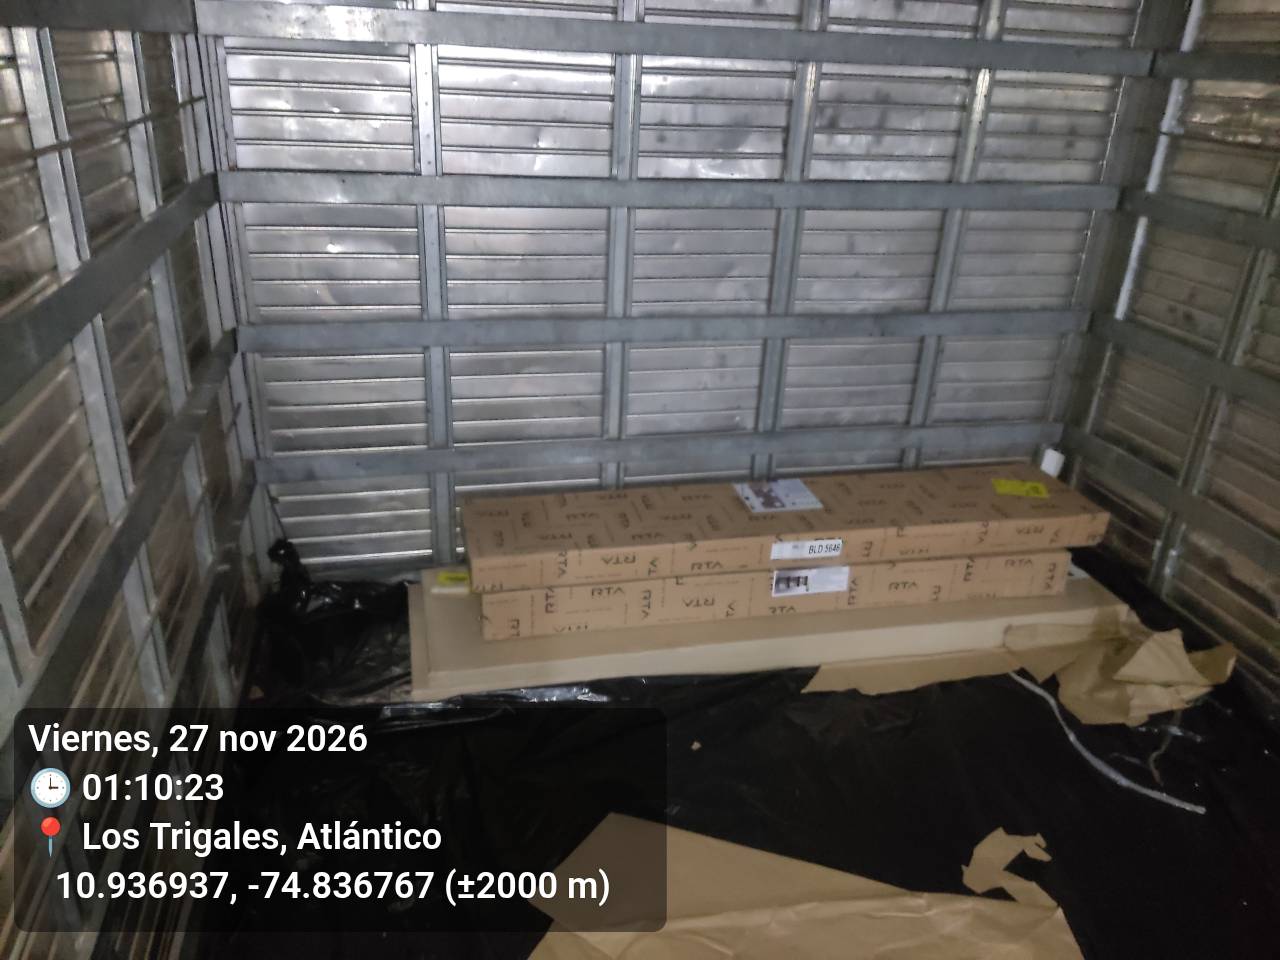 BLD 5646
RTA RTA RTA
RTA RTA RTA RTA
Viernes, 27 nov 2026
01:10:23
Los Trigales, Atlántico
10.936937, -74.836767 (±2000 m)